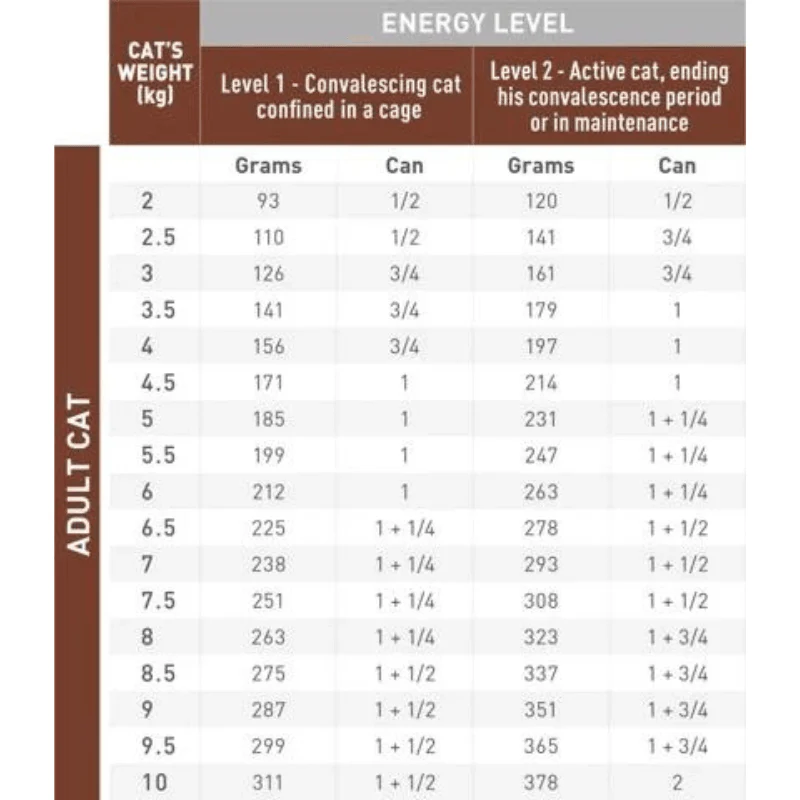 ENERGY LEVEL
CAT'S
WEIGHT
(kg)
Level 1 - Convalescing cat
confined in a cage
Level 2 - Active cat, ending
his convalescence period
or in maintenance
Grams Can Grams Can
ADULT CAT
2 93 1/2 120 1/2
2.5 110 1/2 141 3/4
3 126 3/4 161 3/4
3.5 141 3/4 179 1
4 156 3/4 197 1
4.5 171 1 214 1
5 185 1 231 1 + 1/4
5.5 199 1 247 1 + 1/4
6 212 1 263 1 + 1/4
6.5 225 1 + 1/4 278 1 + 1/2
7 238 1 + 1/4 293 1 + 1/2
7.5 251 1 + 1/4 308 1 + 1/2
8 263 1 + 1/4 323 1 + 3/4
8.5 275 1 + 1/2 337 1 + 3/4
9 287 1 + 1/2 351 1 + 3/4
9.5 299 1 + 1/2 365 1 + 3/4
10 311 1 + 1/2 378 2